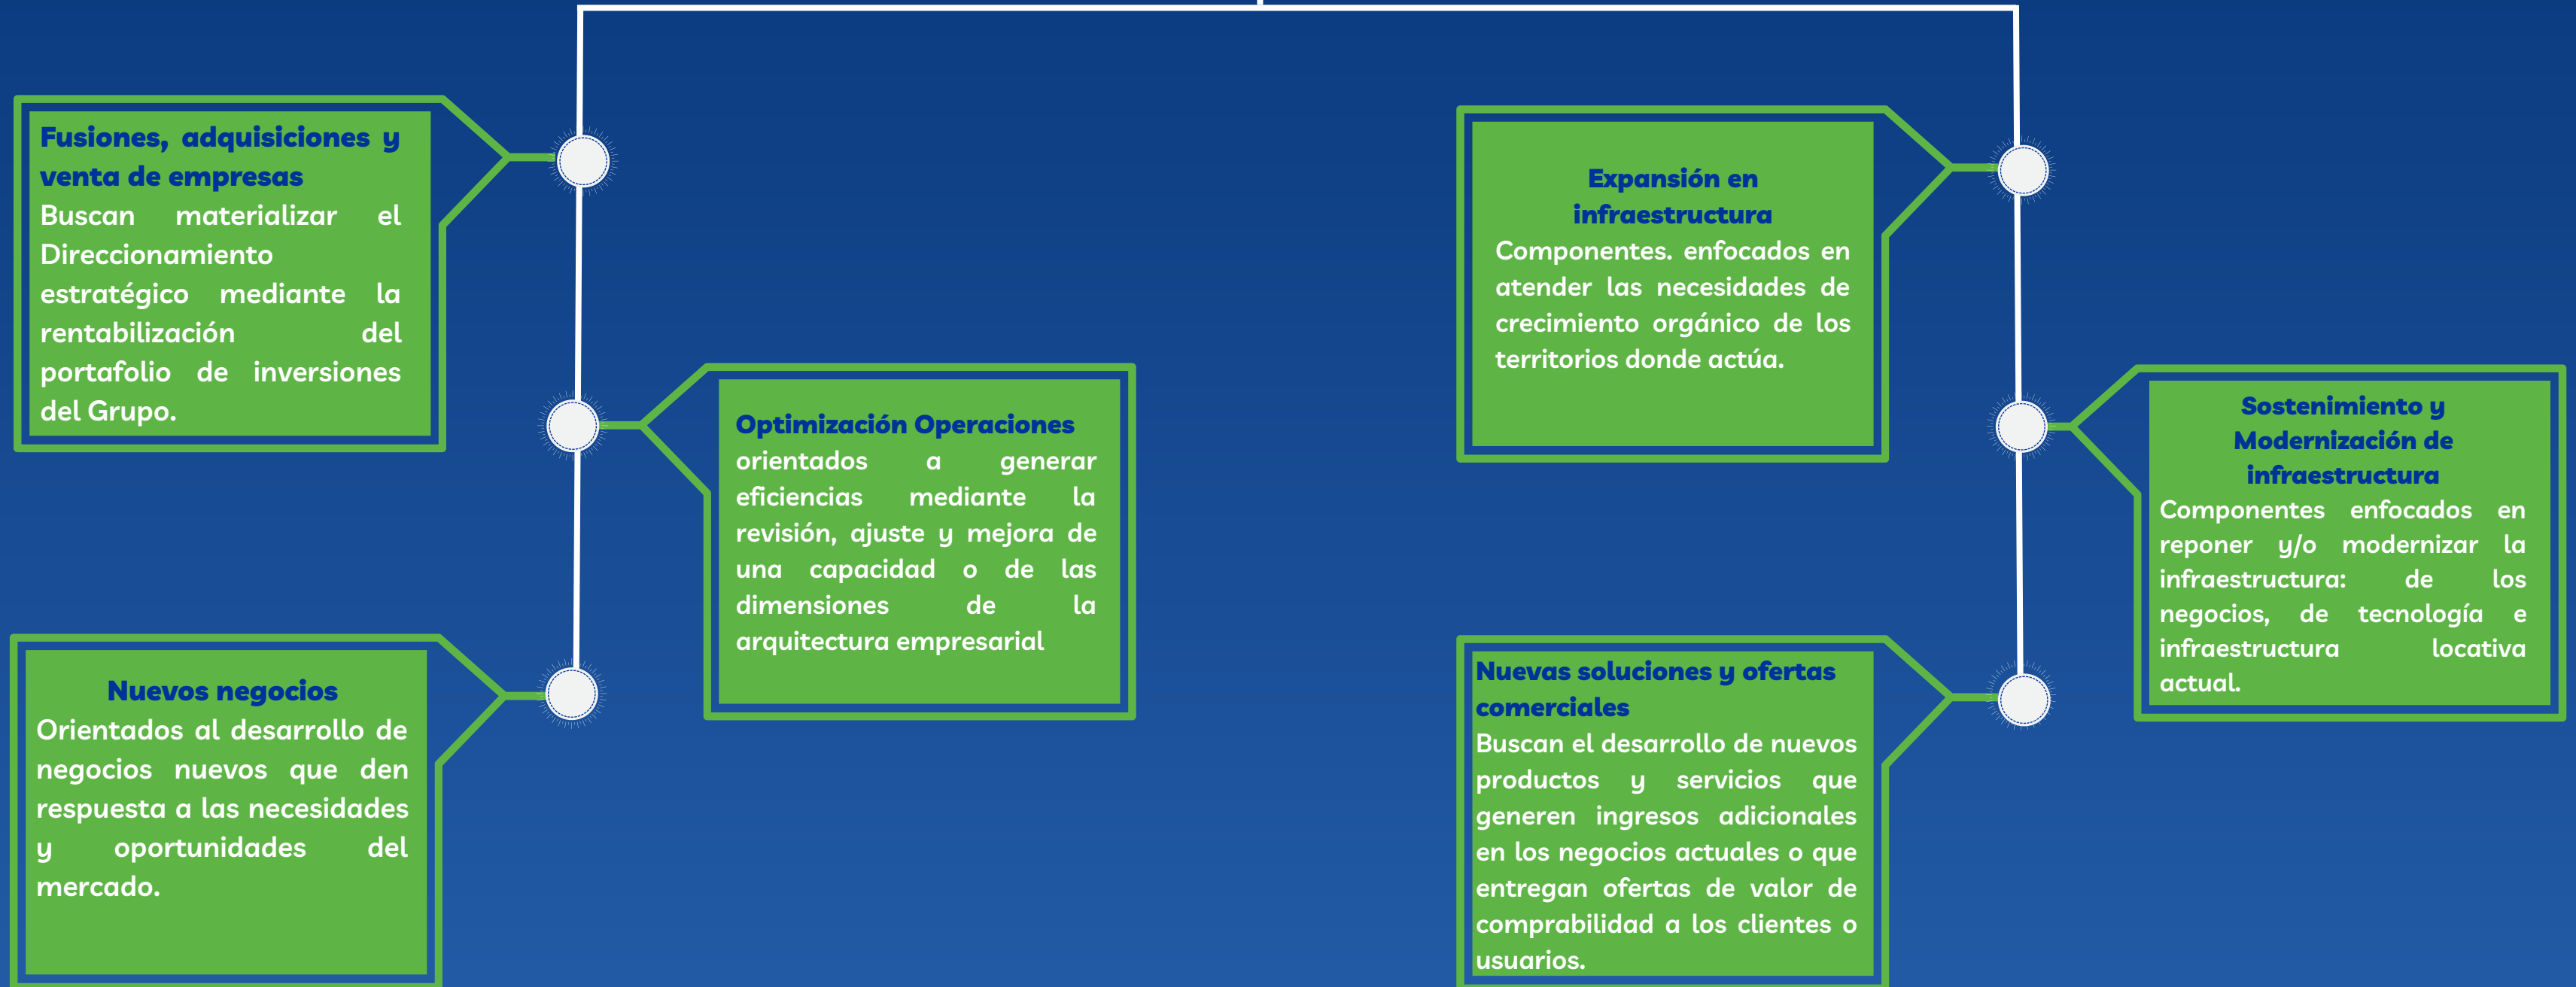 Fusiones, adquisiciones y
venta de empresas
Buscan materializar el
Direccionamiento
estratégico mediante la
rentabilización del
portafolio de inversiones
del Grupo.
Optimización Operaciones
orientados a generar
eficiencias mediante la
revisión, ajuste y mejora de
una capacidad o de las
dimensiones de la
arquitectura empresarial
Nuevos negocios
Orientados al desarrollo de
negocios nuevos que den
respuesta a las necesidades
y oportunidades del
mercado.
Expansión en
infraestructura
Componentes. enfocados en
atender las necesidades de
crecimiento orgánico de los
territorios donde actúa.
Sostenimiento y
Modernización de
infraestructura
Componentes enfocados en
reponer y/o modernizar la
infraestructura: de los
negocios, de tecnología e
infraestructura locativa
actual.
Nuevas soluciones y ofertas
comerciales
Buscan el desarrollo de nuevos
productos y servicios que
generen ingresos adicionales
en los negocios actuales o que
entregan ofertas de valor de
comprabilidad a los clientes o
usuarios.